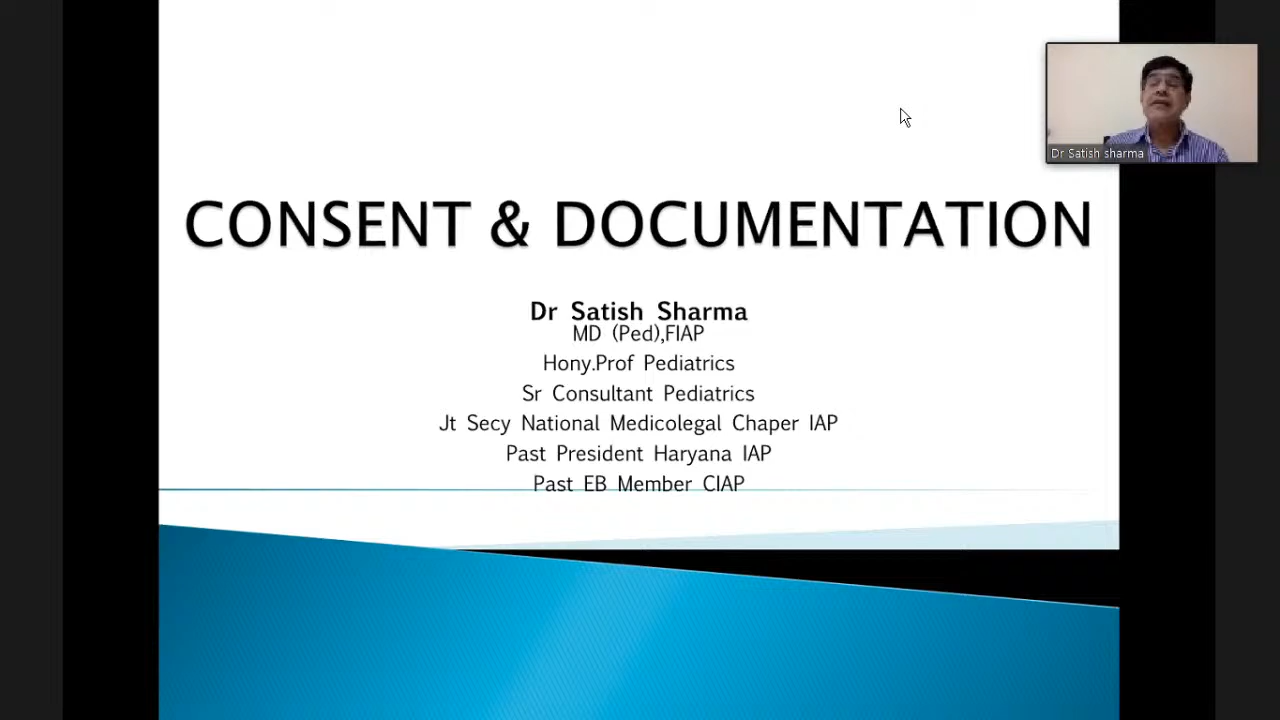 CONSENT & DOCUMENTATION
Dr Satish Sharma
MD (Ped),FIAP
Hony.Prof Pediatrics
Sr Consultant Pediatrics
Jt Secy National Medicolegal Chaper IAP
Past President Haryana IAP
Past EB Member CIAP
Dr Satish sharma